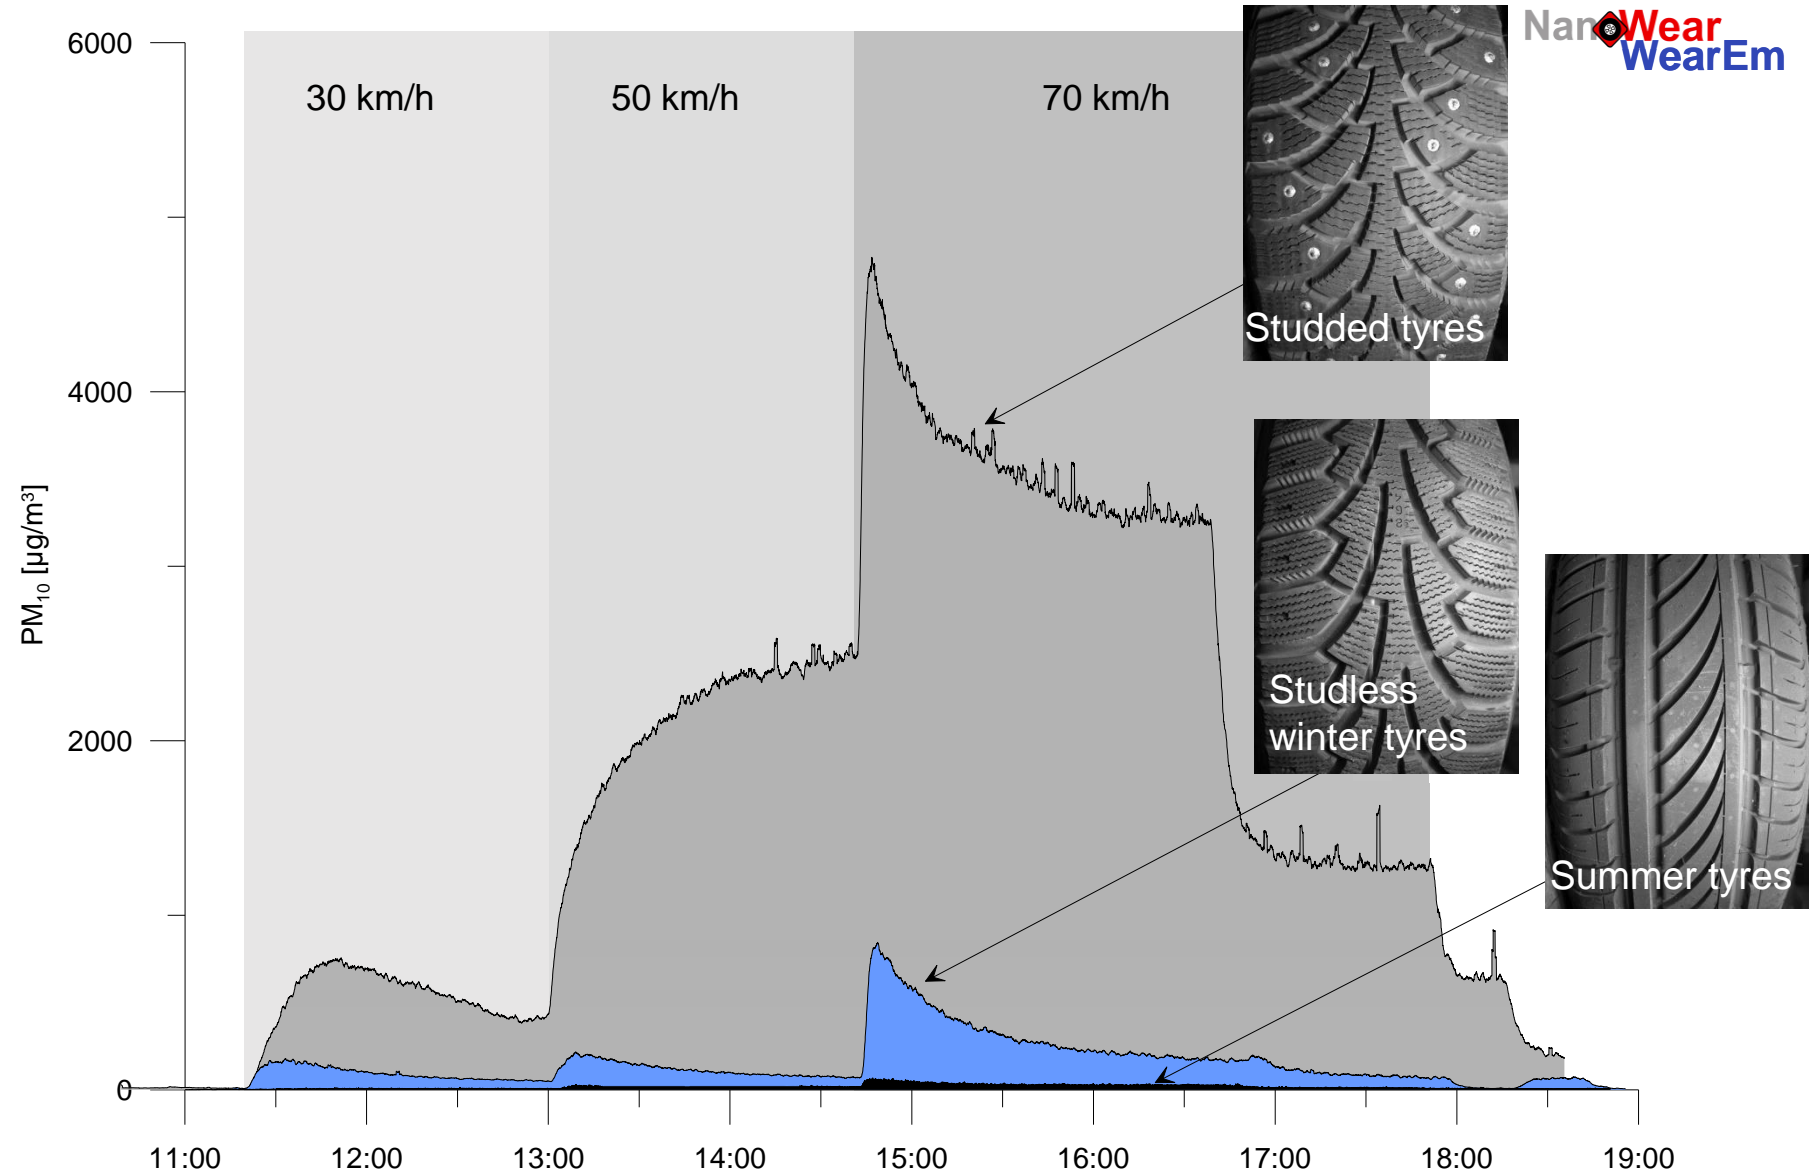 NanoWear
WearEm
6000
30 km/h
50 km/h
70 km/h
Studded tyres
4000
PM10 [µg/m³]
2000
Studless
winter tyres
Summer tyres
0
11:00 12:00 13:00 14:00 15:00 16:00 17:00 18:00 19:00